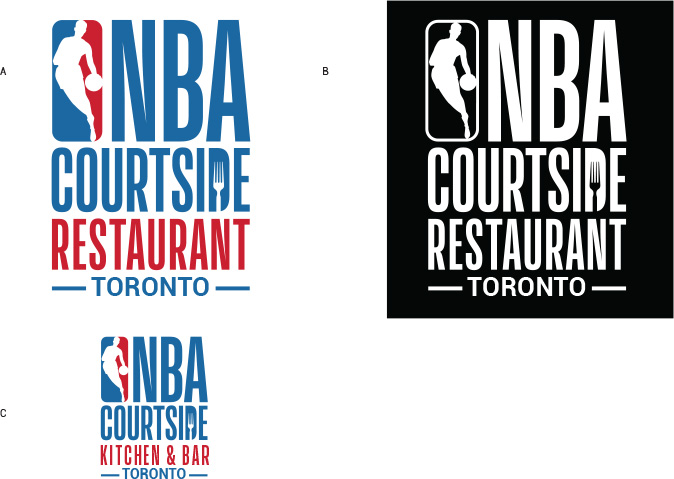 A
NBA
COURTSIDE
RESTAURANT
TORONTO
B
NBA
COURTSIDE
RESTAURANT
TORONTO
C
NBA
COURTSIDE
KITCHEN & BAR
TORONTO